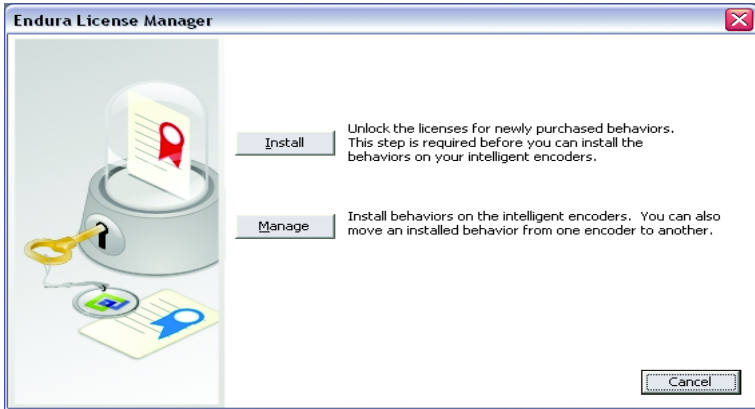 Endura License Manager
Install
Unlock the licenses for newly purchased behaviors.
This step is required before you can install the
behaviors on your intelligent encoders.
Manage
Install behaviors on the intelligent encoders.  You can also
move an installed behavior from one encoder to another.
Cancel